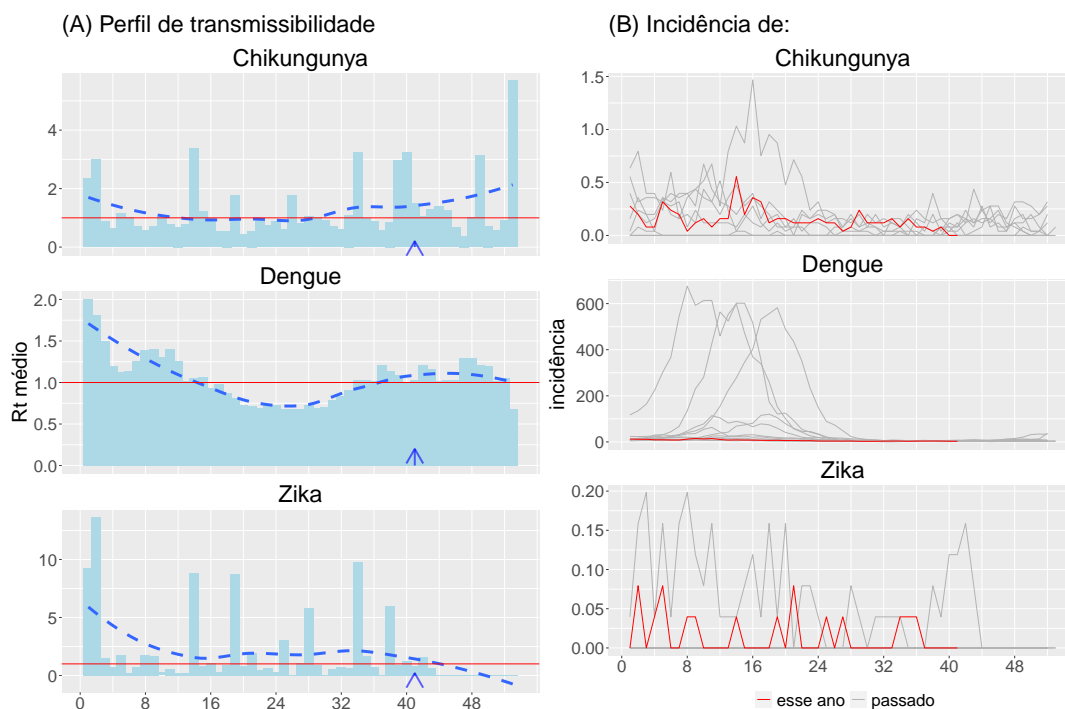 (A) Perfil de transmissibilidade
Chikungunya
4
2
0
Dengue
2.0
1.5
1.0
0.5
0.0
Zika
10
5
0
0 8 16 24 32 40 48
Rt médio
(B) Incidência de:
Chikungunya
1.5
1.0
0.5
0.0
Dengue
600
400
200
0
Zika
0.20
0.15
0.10
0.05
0.00
0 8 16 24 32 40 48
incidência
esse ano passado